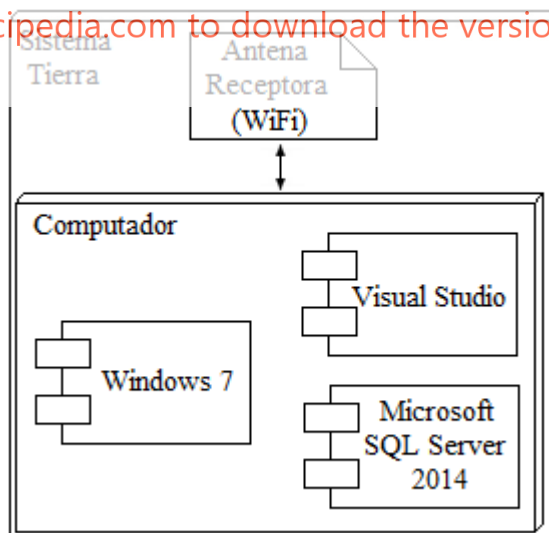 cipedia.com to download the versio
Sistema
Tierra
Antena
Receptora
(WiFi)
Computador
Visual Studio
Windows 7
Microsoft
SQL Server
2014